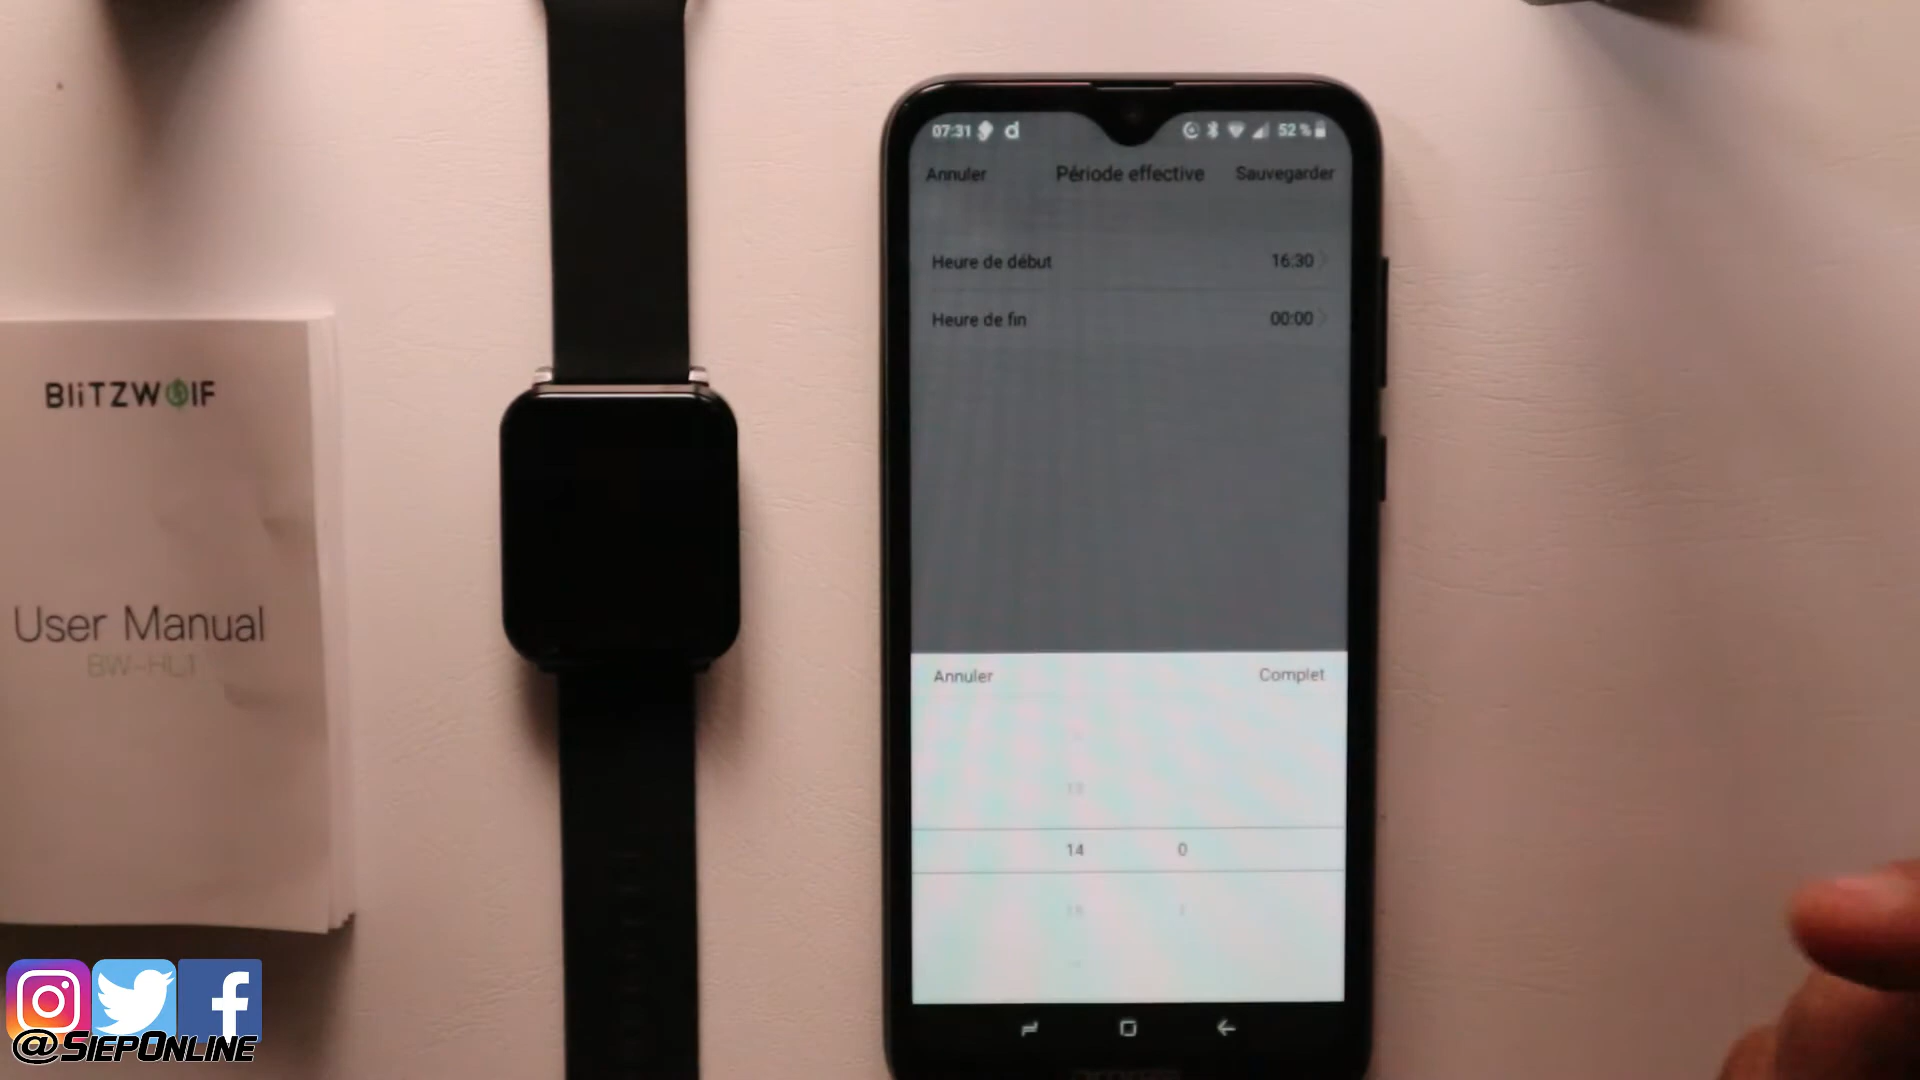 07:31
52 %
Annuler Période effective Sauvegarder
Heure de début 16:30
Heure de fin 00:00
BlitzWolf
User Manual
BW-HL1
Annuler Complet
14 0
@SiepOnline